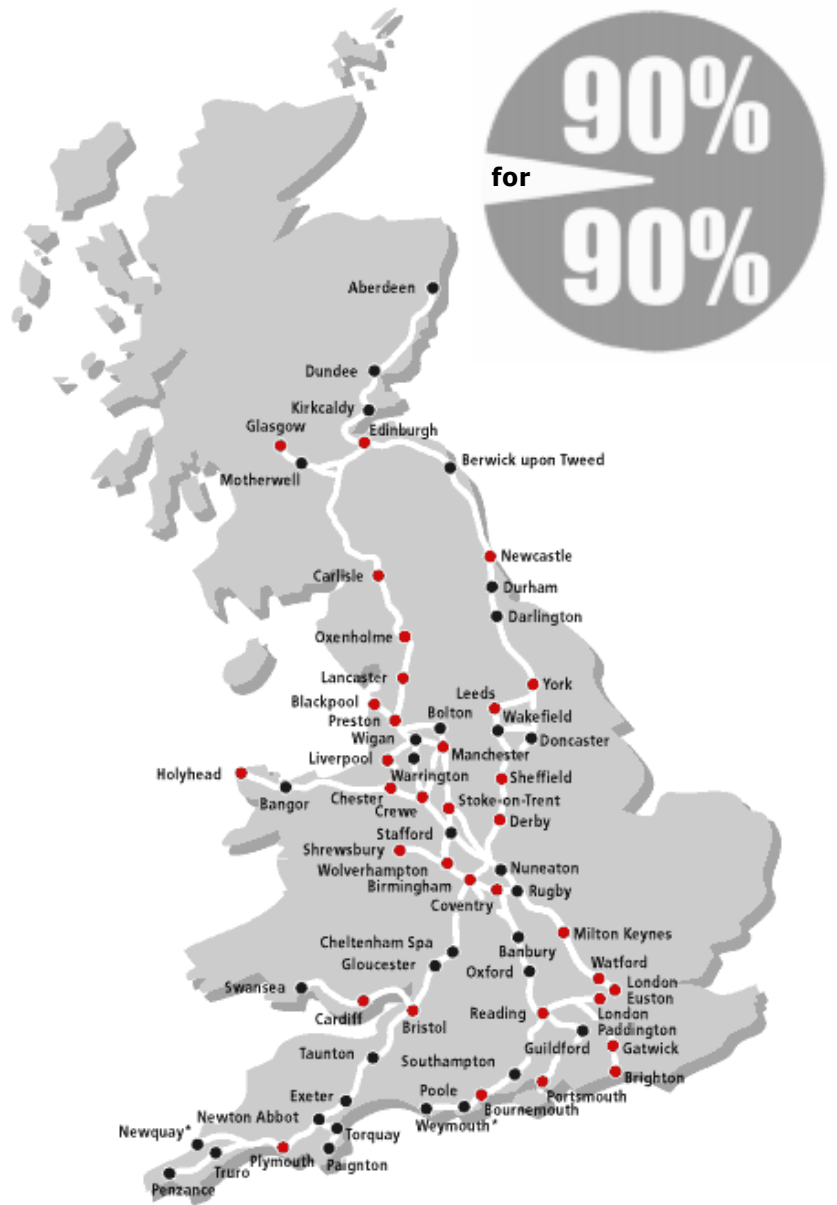 90%
for
90%
Aberdeen
Dundee
Kirkcaldy
Glasgow
Edinburgh
Motherwell
Berwick upon Tweed
Newcastle
Carlisle
Durham
Darlington
Oxenholme
Lancaster
York
Leeds
Blackpool
Bolton
Wakefield
Preston
Wigan
Doncaster
Manchester
Liverpool
Holyhead
Warrington
Sheffield
Bangor
Chester
Stoke-on-Trent
Crewe
Derby
Stafford
Shrewsbury
Nuneaton
Wolverhampton
Birmingham
Rugby
Coventry
Milton Keynes
Cheltenham Spa
Banbury
Gloucester
Oxford
Watford
London
Euston
Swansea
Cardiff
Bristol
Reading
London
Paddington
Guildford
Gatwick
Taunton
Southampton
Brighton
Exeter
Poole
Portsmouth
Bournemouth
Newton Abbot
Weymouth*
Newquay*
Torquay
Plymouth
Paignton
Truro
Penzance